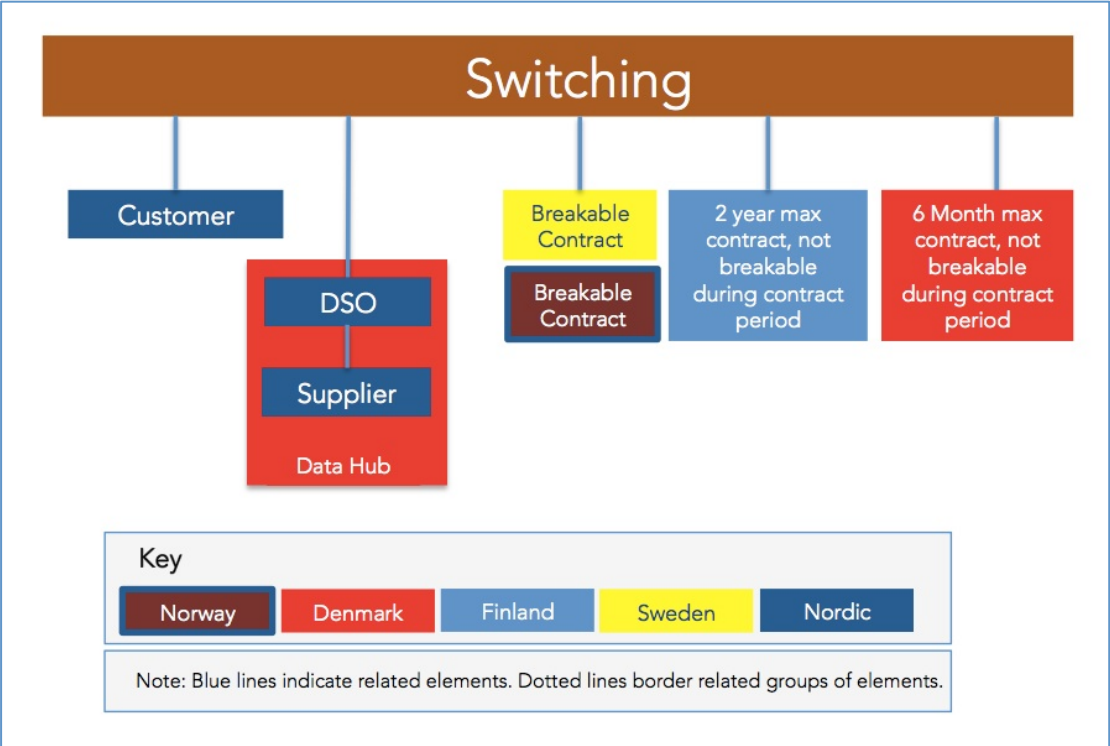 Switching
Customer
DSO
Supplier
Data Hub
Breakable
Contract
Breakable
Contract
2 year max
contract, not
breakable
during contract
period
6 Month max
contract, not
breakable
during contract
period
Key
Norway
Denmark
Finland
Sweden
Nordic
Note: Blue lines indicate related elements. Dotted lines border related groups of elements.